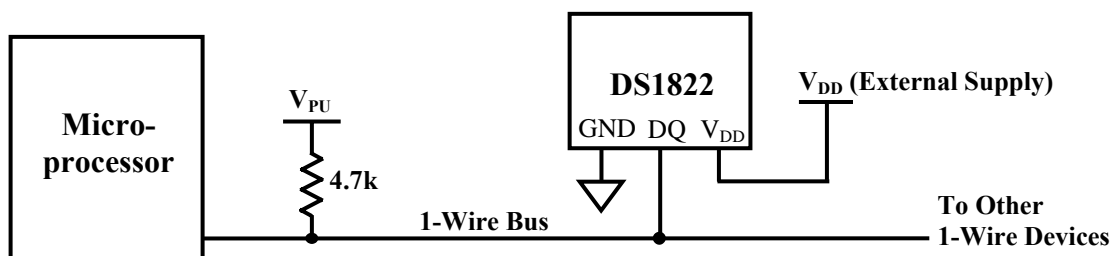 Micro-
processor
V_PU
4.7k
1-Wire Bus
DS1822
GND DQ V_DD
V_DD (External Supply)
To Other
1-Wire Devices